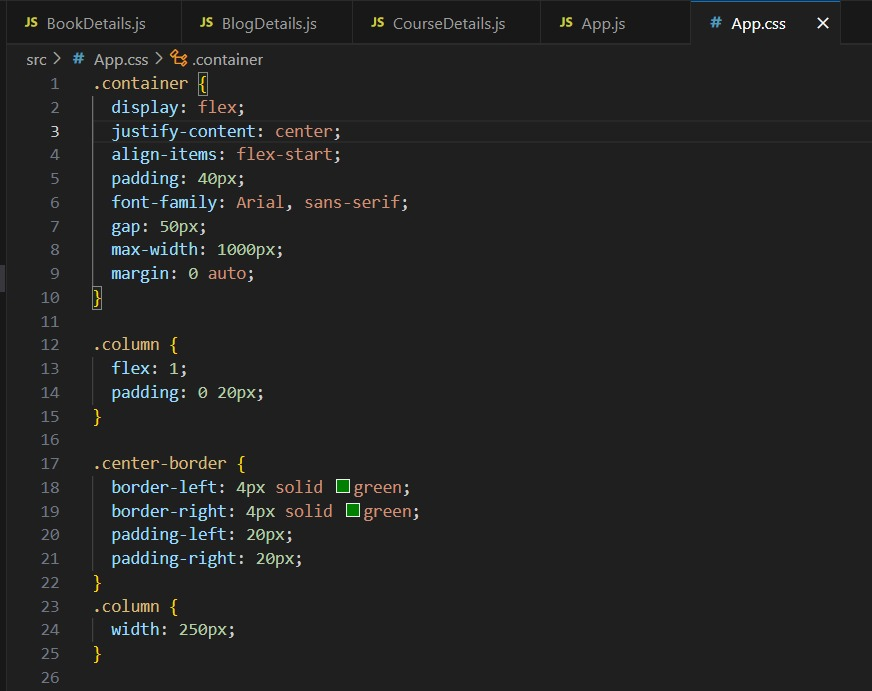 JS BookDetails.js JS BlogDetails.js JS CourseDetails.js JS App.js # App.css ×
src > # App.css > .container
1 .container {
2   display: flex;
3   justify-content: center;
4   align-items: flex-start;
5   padding: 40px;
6   font-family: Arial, sans-serif;
7   gap: 50px;
8   max-width: 1000px;
9   margin: 0 auto;
10 }
11
12 .column {
13   flex: 1;
14   padding: 0 20px;
15 }
16
17 .center-border {
18   border-left: 4px solid green;
19   border-right: 4px solid green;
20   padding-left: 20px;
21   padding-right: 20px;
22 }
23 .column {
24   width: 250px;
25 }
26